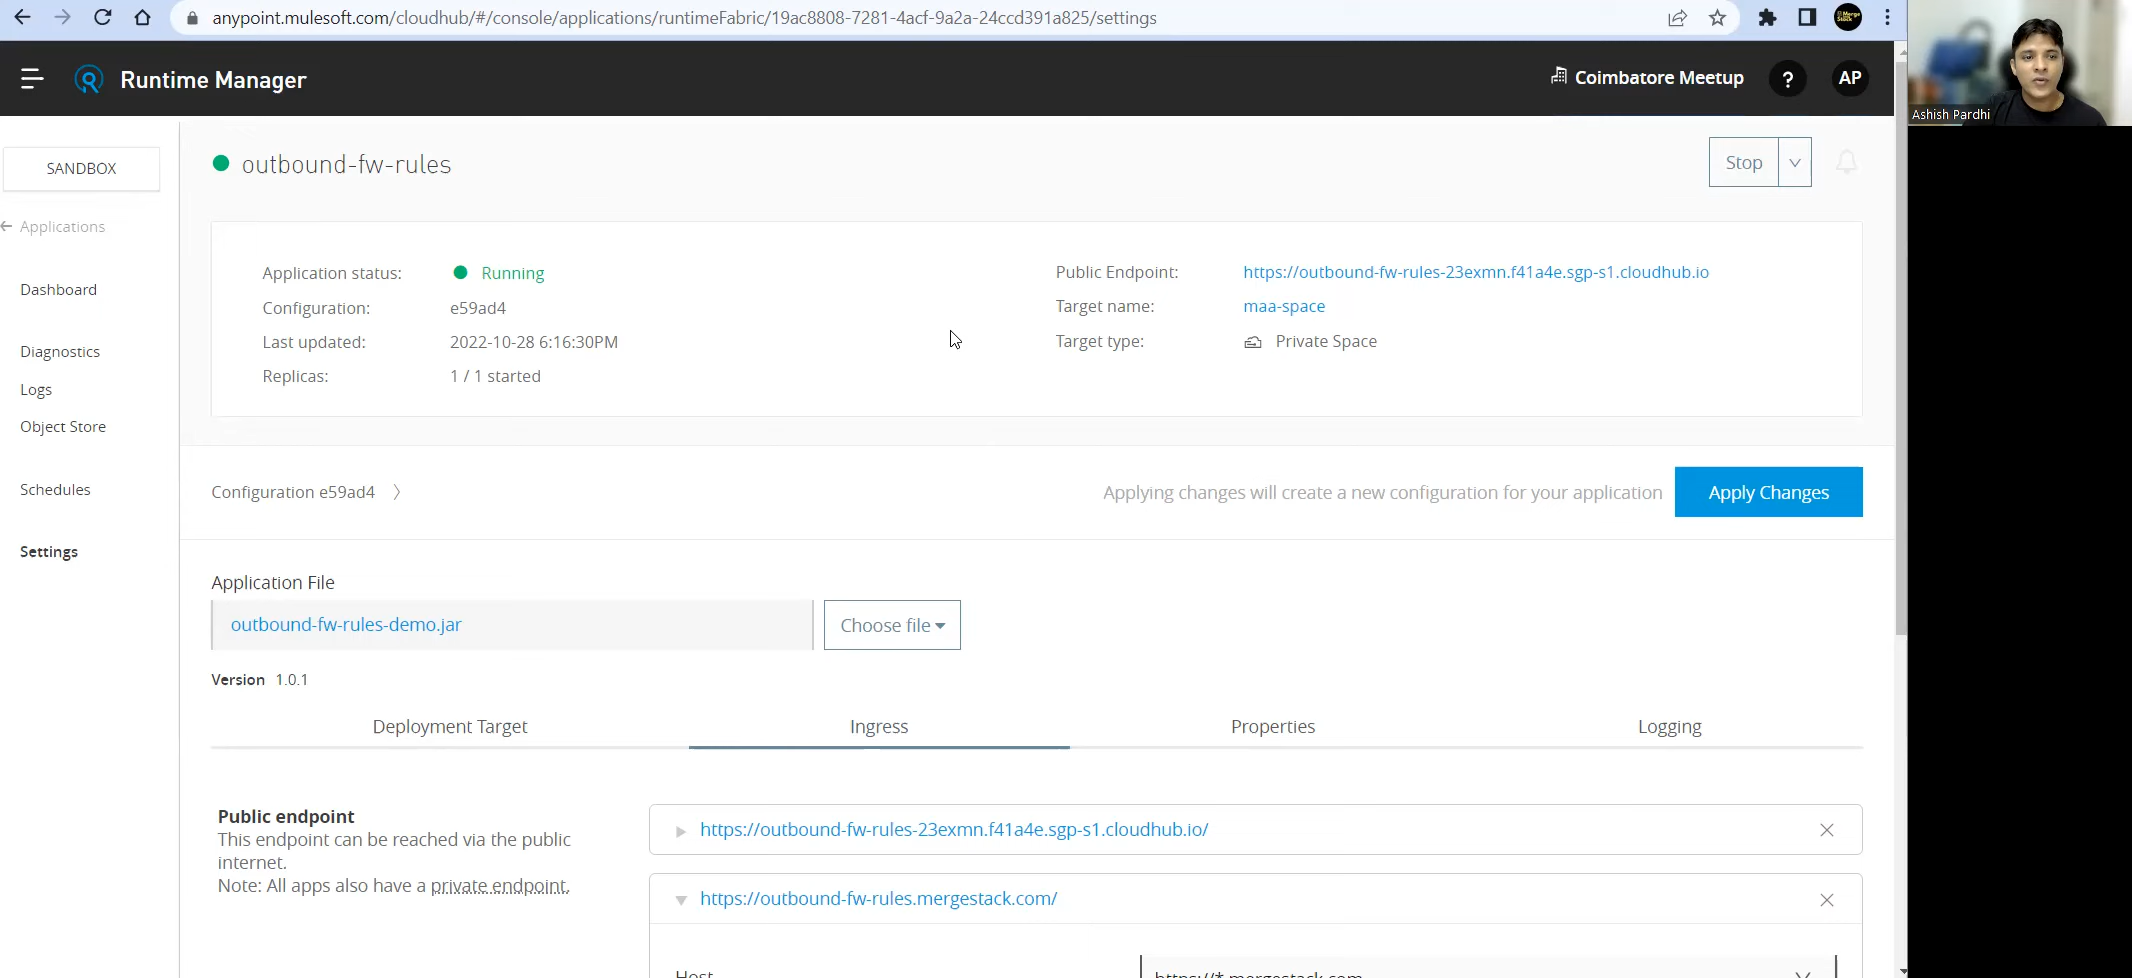 anypoint.mulesoft.com/cloudhub/#/console/applications/runtimeFabric/19ac8808-7281-4acf-9a2a-24ccd391a825/settings
Runtime Manager
Coimbatore Meetup
?
AP
Ashish Pardhi
SANDBOX
Applications
Dashboard
Diagnostics
Logs
Object Store
Schedules
Settings
outbound-fw-rules
Stop
Application status: Running
Configuration: e59ad4
Last updated: 2022-10-28 6:16:30PM
Replicas: 1 / 1 started
Public Endpoint: https://outbound-fw-rules-23exmn.f41a4e.sgp-s1.cloudhub.io
Target name: maa-space
Target type: Private Space
Configuration e59ad4
Applying changes will create a new configuration for your application
Apply Changes
Application File
outbound-fw-rules-demo.jar
Choose file
Version 1.0.1
Deployment Target
Ingress
Properties
Logging
Public endpoint
This endpoint can be reached via the public
internet.
Note: All apps also have a private endpoint.
https://outbound-fw-rules-23exmn.f41a4e.sgp-s1.cloudhub.io/
https://outbound-fw-rules.mergestack.com/
Host
https://*.mergestack.com